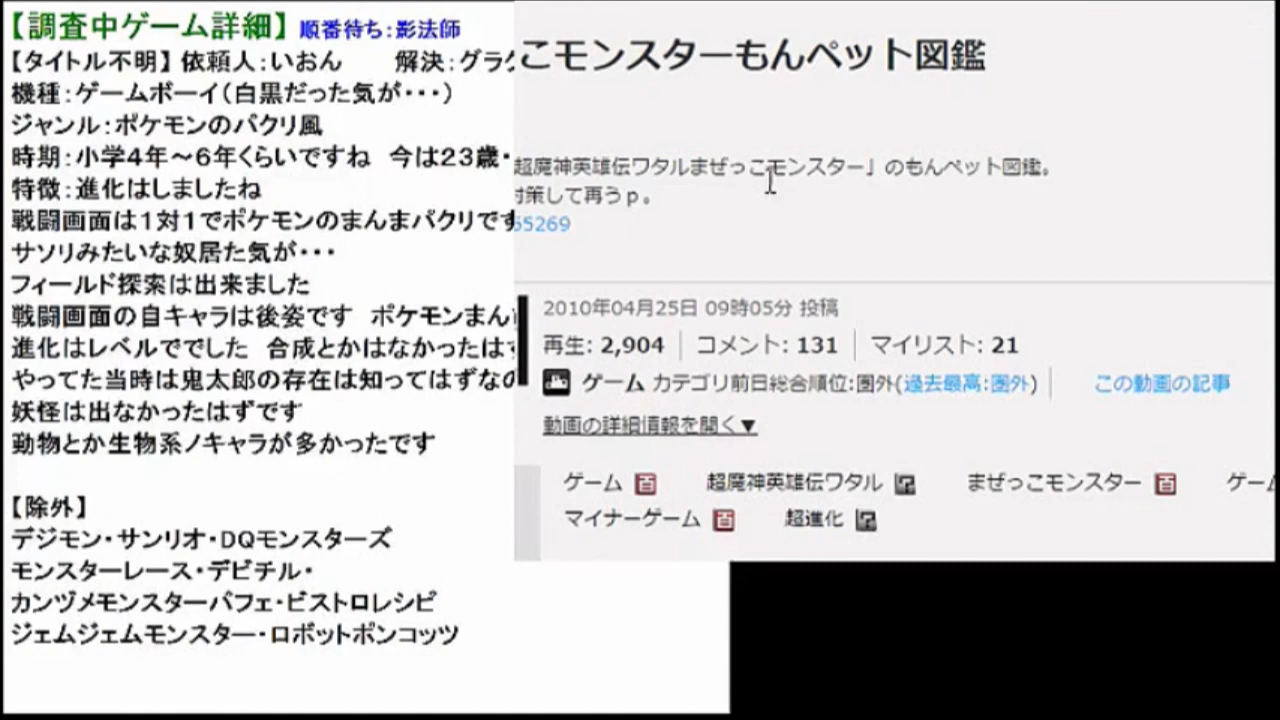 【調査中ゲーム詳細】 順番待ち:影法師
【タイトル不明】 依頼人:いおん 解決:グラ
機種:ゲームボーイ(白黒だった気が・・・)
ジャンル:ポケモンのパクリ風
時期:小学4年~6年くらいですね 今は23歳・
特徴:進化はしましたね
戦闘画面は1対1でポケモンのまんまパクリです
サソリみたいな奴居た気が・・・
フィールド探索は出来ました
戦闘画面の自キャラは後姿です ポケモンまん
進化はレベルででした 合成とかはなかったはず
やってた当時は鬼太郎の存在は知ってはずなの
妖怪は出なかったはずです
動物とか生物系ノキャラが多かったです
【除外】
デジモン・サンリオ・DQモンスターズ
モンスターレース・デビチル・
カンヅメモンスターパフェ・ビストロレシピ
ジェムジェムモンスター・ロボットポンコッツ
こモンスターもんペット図鑑
超魔神英雄伝ワタルまぜっこモンスター」のもんペット図鑑。
対策して再うp。
65269
2010年04月25日 09時05分 投稿
再生: 2,904 コメント: 131 マイリスト: 21
ゲーム カテゴリ前日総合順位:圏外(過去最高:圏外) この動画の記事
動画の詳細情報を開く▼
ゲーム 百 超魔神英雄伝ワタル ? まぜっこモンスター 百 ゲーム
マイナーゲーム 百 超進化 ?